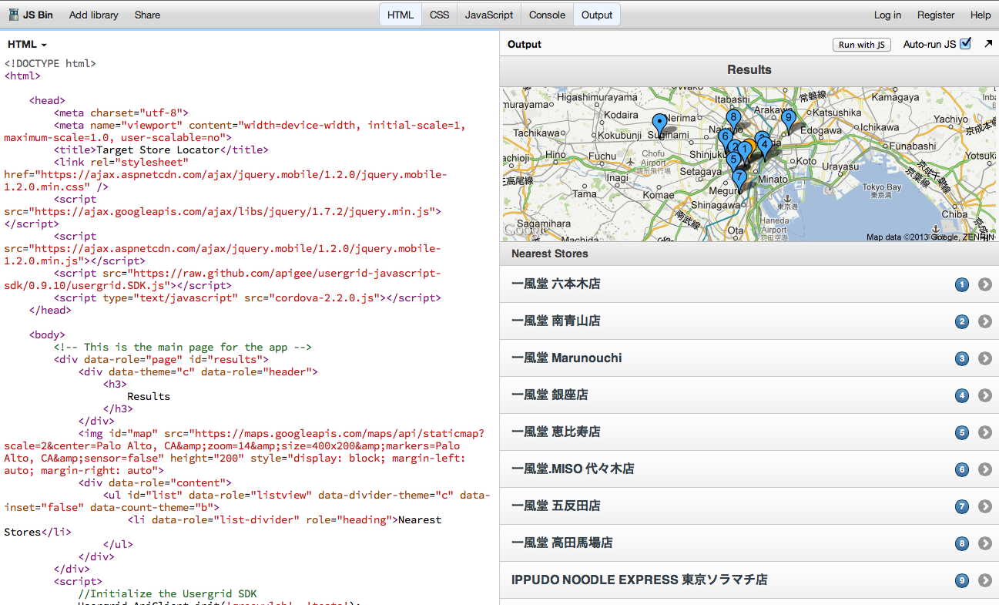 JS Bin Add library Share HTML CSS JavaScript Console Output Log in Register Help
HTML
<!DOCTYPE html>
<html>
<head>
<meta charset="utf-8">
<meta name="viewport" content="width=device-width, initial-scale=1,
maximum-scale=1.0, user-scalable=no">
<title>Target Store Locator</title>
<link rel="stylesheet"
href="https://ajax.aspnetcdn.com/ajax/jquery.mobile/1.2.0/jquery.mobile-
1.2.0.min.css" />
<script
src="https://ajax.googleapis.com/ajax/libs/jquery/1.7.2/jquery.min.js">
</script>
<script
src="https://ajax.aspnetcdn.com/ajax/jquery.mobile/1.2.0/jquery.mobile-
1.2.0.min.js"></script>
<script src="https://raw.github.com/apigee/usergrid-javascript-
sdk/0.9.10/usergrid.SDK.js"></script>
<script type="text/javascript" src="cordova-2.2.0.js"></script>
</head>
<body>
<!-- This is the main page for the app -->
<div data-role="page" id="results">
<div data-theme="c" data-role="header">
<h3>
Results
</h3>
</div>
<img id="map" src="https://maps.googleapis.com/maps/api/staticmap?
scale=2&center=Palo Alto, CA&amp;zoom=14&amp;size=400x200&amp;markers=Palo
Alto, CA&amp;sensor=false" height="200" style="display: block; margin-left:
auto; margin-right: auto">
<div data-role="content">
<ul id="list" data-role="listview" data-divider-theme="c" data-
inset="false" data-count-theme="b">
<li data-role="list-divider" role="heading">Nearest
Stores</li>
</ul>
</div>
</div>
<script>
//Initialize the Usergrid SDK
Output Run with JS Auto-run JS
Results
Higashimurayama
Itabashi
常磐線
Kamagaya
Kodaira
Nerima
Arakawa
Katsushika
Yachiyo
Tachikawa
Kokubunji
Suginami
Edogawa
Ichikawa
Funabashi
京成本線
Hino
Fuchu
Chofu
Airport
調布飛行場
Shinjuku
Koto
Urayasu
Inagi
Setagaya
Minato
京葉線
京成千葉線
Tama
Komae
Meguro
Tokyo Bay
東京湾
Shinagawa
東京港
Chiba
Sagamihara
南武線
Haneda
Airport
羽田空港
Ota
Machida
Google
Map data ©2013 Google, ZENRIN
8
9
6
2
1
4
5
7
Nearest Stores
一風堂 六本木店 1
一風堂 南青山店 2
一風堂 Marunouchi 3
一風堂 銀座店 4
一風堂 恵比寿店 5
一風堂.MISO 代々木店 6
一風堂 五反田店 7
一風堂 高田馬場店 8
IPPUDO NOODLE EXPRESS 東京ソラマチ店 9